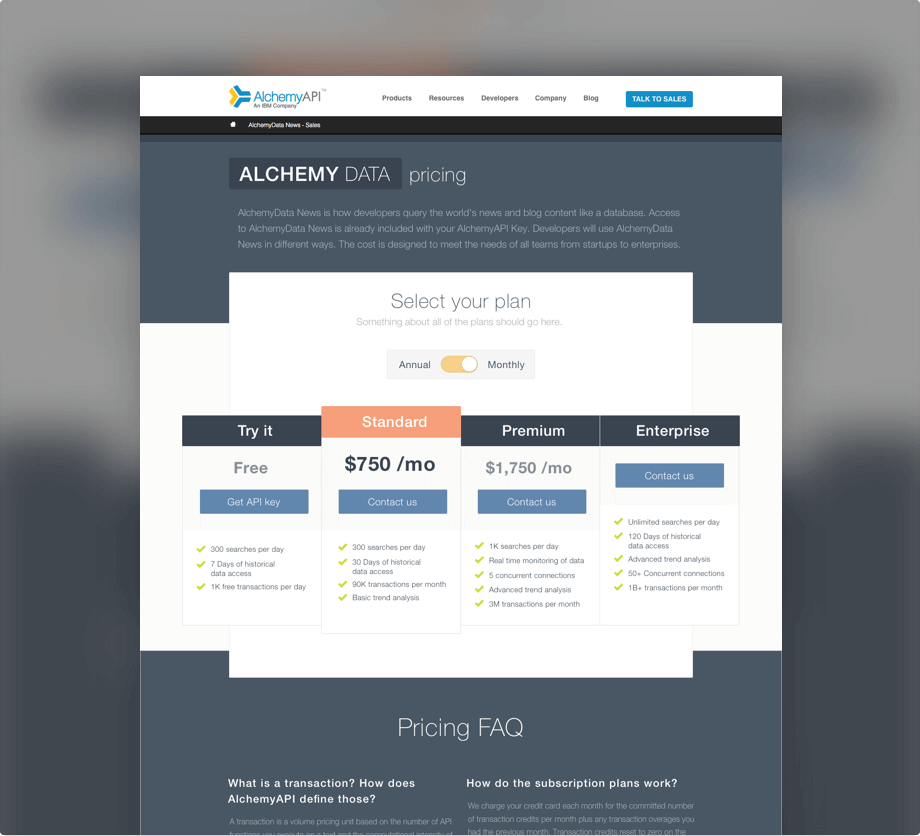 AlchemyAPI™
An IBM Company
Products Resources Developers Company Blog TALK TO SALES
AlchemyData News - Sales
ALCHEMY DATA pricing
AlchemyData News is how developers query the world's news and blog content like a database. Access
to AlchemyData News is already included with your AlchemyAPI Key. Developers will use AlchemyData
News in different ways. The cost is designed to meet the needs of all teams from startups to enterprises.
Select your plan
Something about all of the plans should go here.
Annual Monthly
Try it
Free
Get API key
300 searches per day
7 Days of historical
data access
1K free transactions per day
Standard
$750 /mo
Contact us
300 searches per day
30 Days of historical
data access
90K transactions per month
Basic trend analysis
Premium
$1,750 /mo
Contact us
1K searches per day
Real time monitoring of data
5 concurrent connections
Advanced trend analysis
3M transactions per month
Enterprise
Contact us
Unlimited searches per day
120 Days of historical
data access
Advanced trend analysis
50+ Concurrent connections
1B+ transactions per month
Pricing FAQ
What is a transaction? How does
AlchemyAPI define those?
A transaction is a volume pricing unit based on the number of API
functions you execute on a text and the computational intensity of
How do the subscription plans work?
We charge your credit card each month for the committed number
of transaction credits per month plus any transaction overages you
had the previous month. Transaction credits reset to zero on the